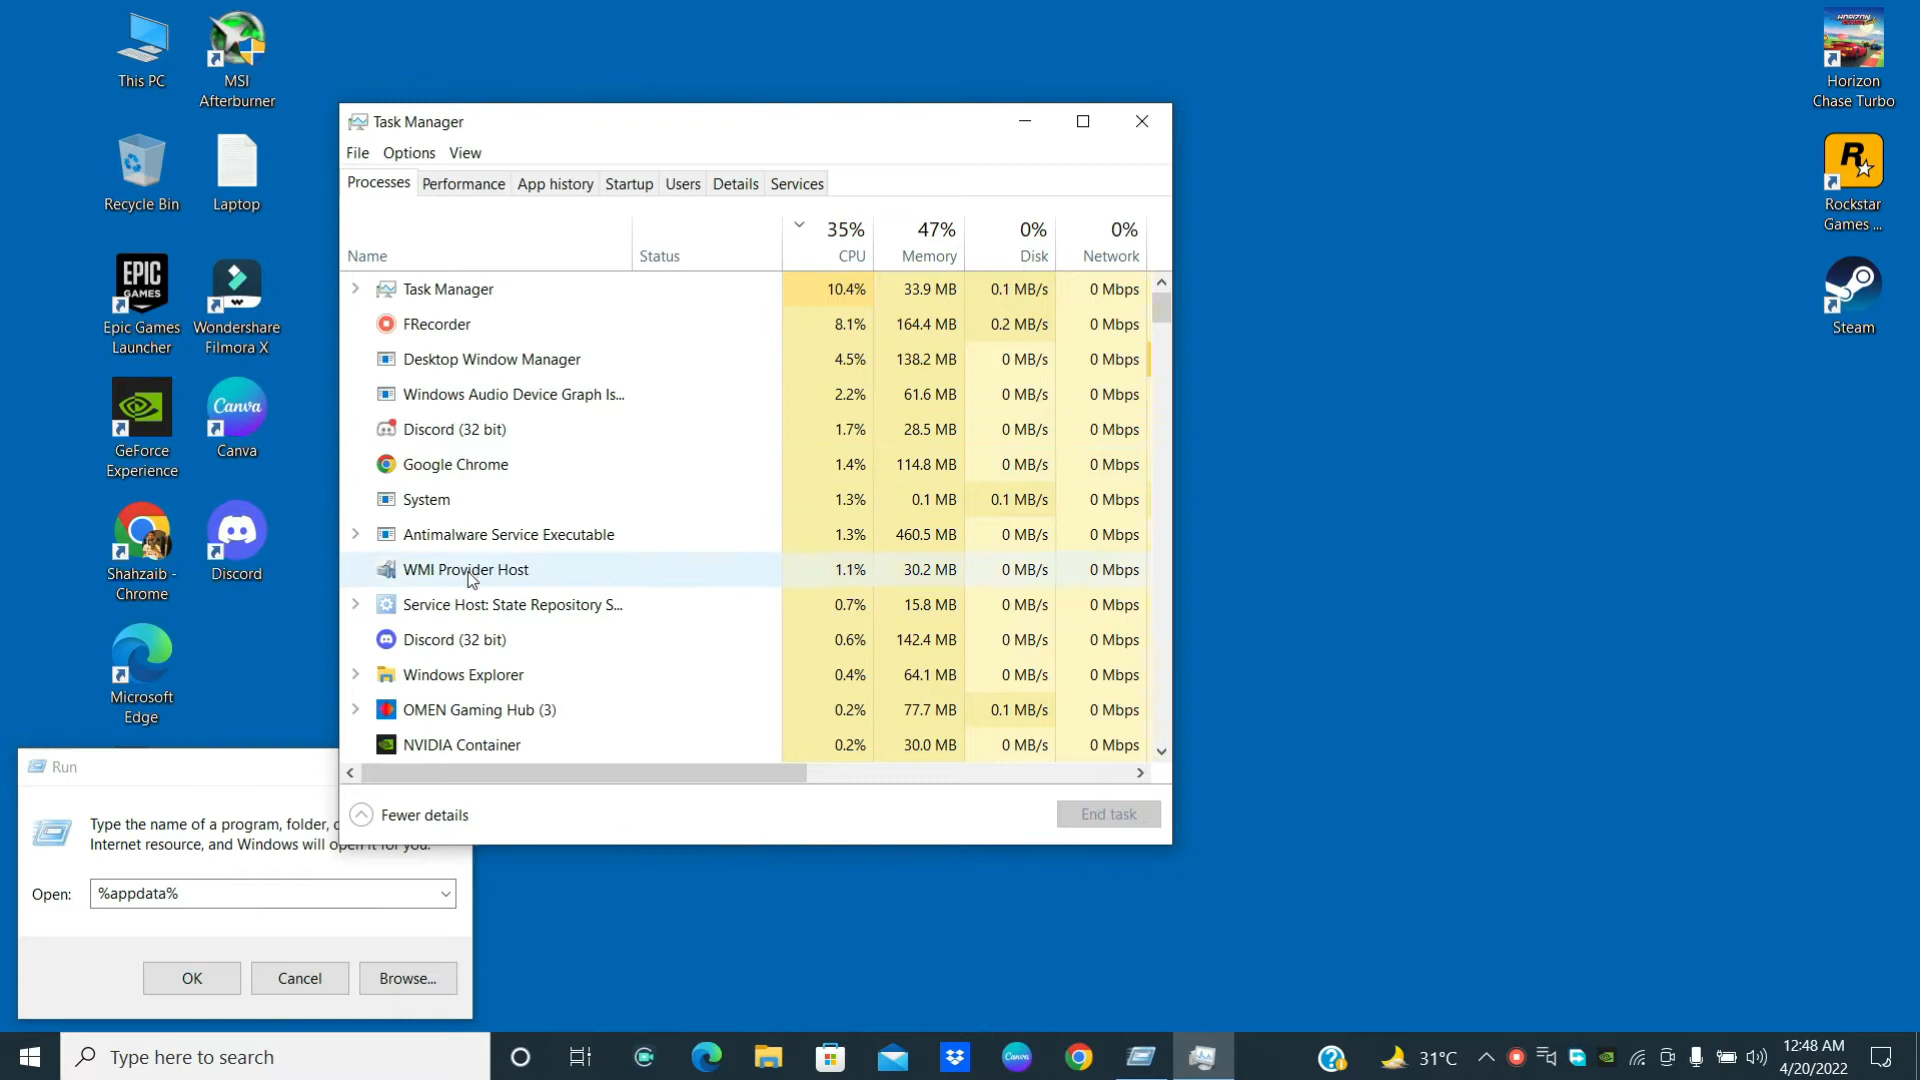 This PC
MSI
Afterburner
Recycle Bin
Laptop
EPIC
GAMES
Epic Games
Launcher
Wondershare
Filmora X
GeForce
Experience
Canva
Canva
Shahzaib -
Chrome
Discord
Microsoft
Edge
HORIZON
Horizon
Chase Turbo
R
Rockstar
Games ...
Steam
Task Manager
File Options View
Processes Performance App history Startup Users Details Services
35% 47% 0% 0%
Name Status CPU Memory Disk Network
Task Manager 10.4% 33.9 MB 0.1 MB/s 0 Mbps
FRecorder 8.1% 164.4 MB 0.2 MB/s 0 Mbps
Desktop Window Manager 4.5% 138.2 MB 0 MB/s 0 Mbps
Windows Audio Device Graph Is... 2.2% 61.6 MB 0 MB/s 0 Mbps
Discord (32 bit) 1.7% 28.5 MB 0 MB/s 0 Mbps
Google Chrome 1.4% 114.8 MB 0 MB/s 0 Mbps
System 1.3% 0.1 MB 0.1 MB/s 0 Mbps
Antimalware Service Executable 1.3% 460.5 MB 0 MB/s 0 Mbps
WMI Provider Host 1.1% 30.2 MB 0 MB/s 0 Mbps
Service Host: State Repository S... 0.7% 15.8 MB 0 MB/s 0 Mbps
Discord (32 bit) 0.6% 142.4 MB 0 MB/s 0 Mbps
Windows Explorer 0.4% 64.1 MB 0 MB/s 0 Mbps
OMEN Gaming Hub (3) 0.2% 77.7 MB 0.1 MB/s 0 Mbps
NVIDIA Container 0.2% 30.0 MB 0 MB/s 0 Mbps
Fewer details
End task
Run
Type the name of a program, folder,
Internet resource, and Windows will open it for you.
Open: %appdata%
OK Cancel Browse...
Type here to search
Canva
31°C
12:48 AM
4/20/2022